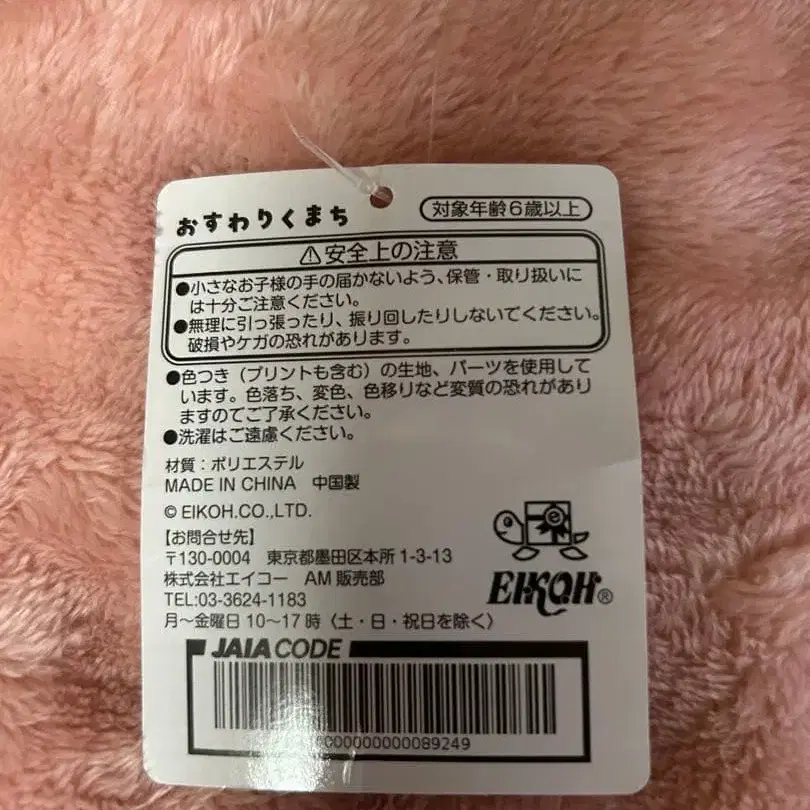 おすわりくまち
対象年齢6歳以上
⚠安全上の注意
●小さなお子様の手の届かないよう、保管・取り扱いに
は十分ご注意ください。
●無理に引っ張ったり、振り回したりしないでください。
破損やケガの恐れがあります。
●色つき（プリントも含む）の生地、パーツを使用して
います。色落ち、変色、色移りなど変質の恐れがあり
ますのでご了承ください。
●洗濯はご遠慮ください。
材質：ポリエステル
MADE IN CHINA 中国製
© EIKOH.CO.,LTD.
【お問合せ先】
〒130-0004 東京都墨田区本所1-3-13
株式会社エイコー AM販売部
TEL:03-3624-1183
月～金曜日10～17時（土・日・祝日を除く）
e
EIKOH®
JAIA CODE